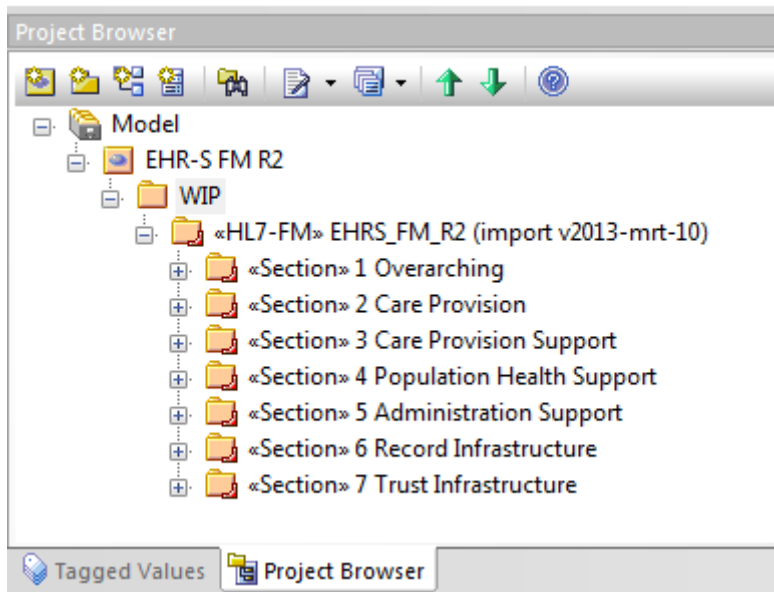 Project Browser
Model
EHR-S FM R2
WIP
«HL7-FM» EHRS_FM_R2 (import v2013-mrt-10)
«Section» 1 Overarching
«Section» 2 Care Provision
«Section» 3 Care Provision Support
«Section» 4 Population Health Support
«Section» 5 Administration Support
«Section» 6 Record Infrastructure
«Section» 7 Trust Infrastructure
Tagged Values Project Browser